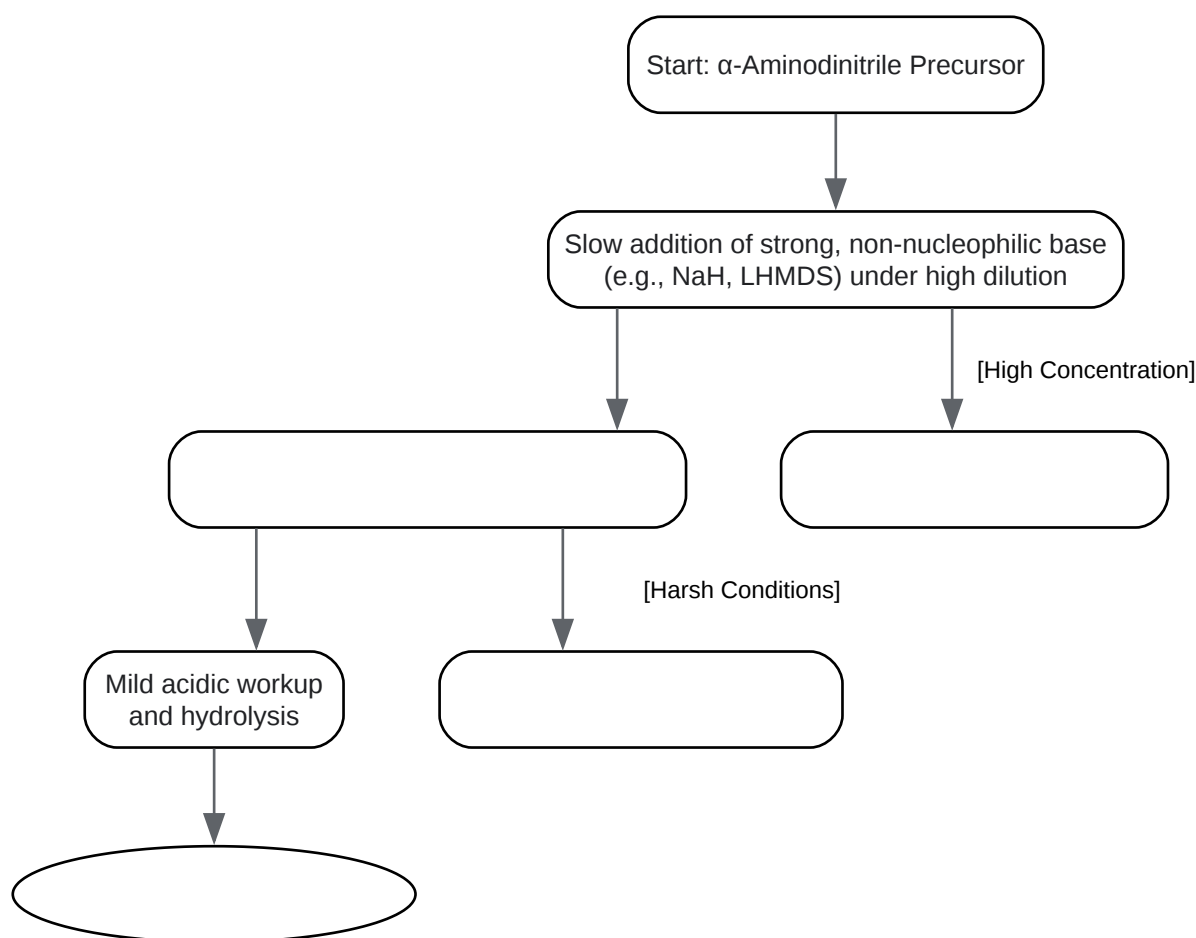 Start: α-Aminodinitrile Precursor
Slow addition of strong, non-nucleophilic base
(e.g., NaH, LHMDS) under high dilution
[High Concentration]
[Harsh Conditions]
Mild acidic workup
and hydrolysis